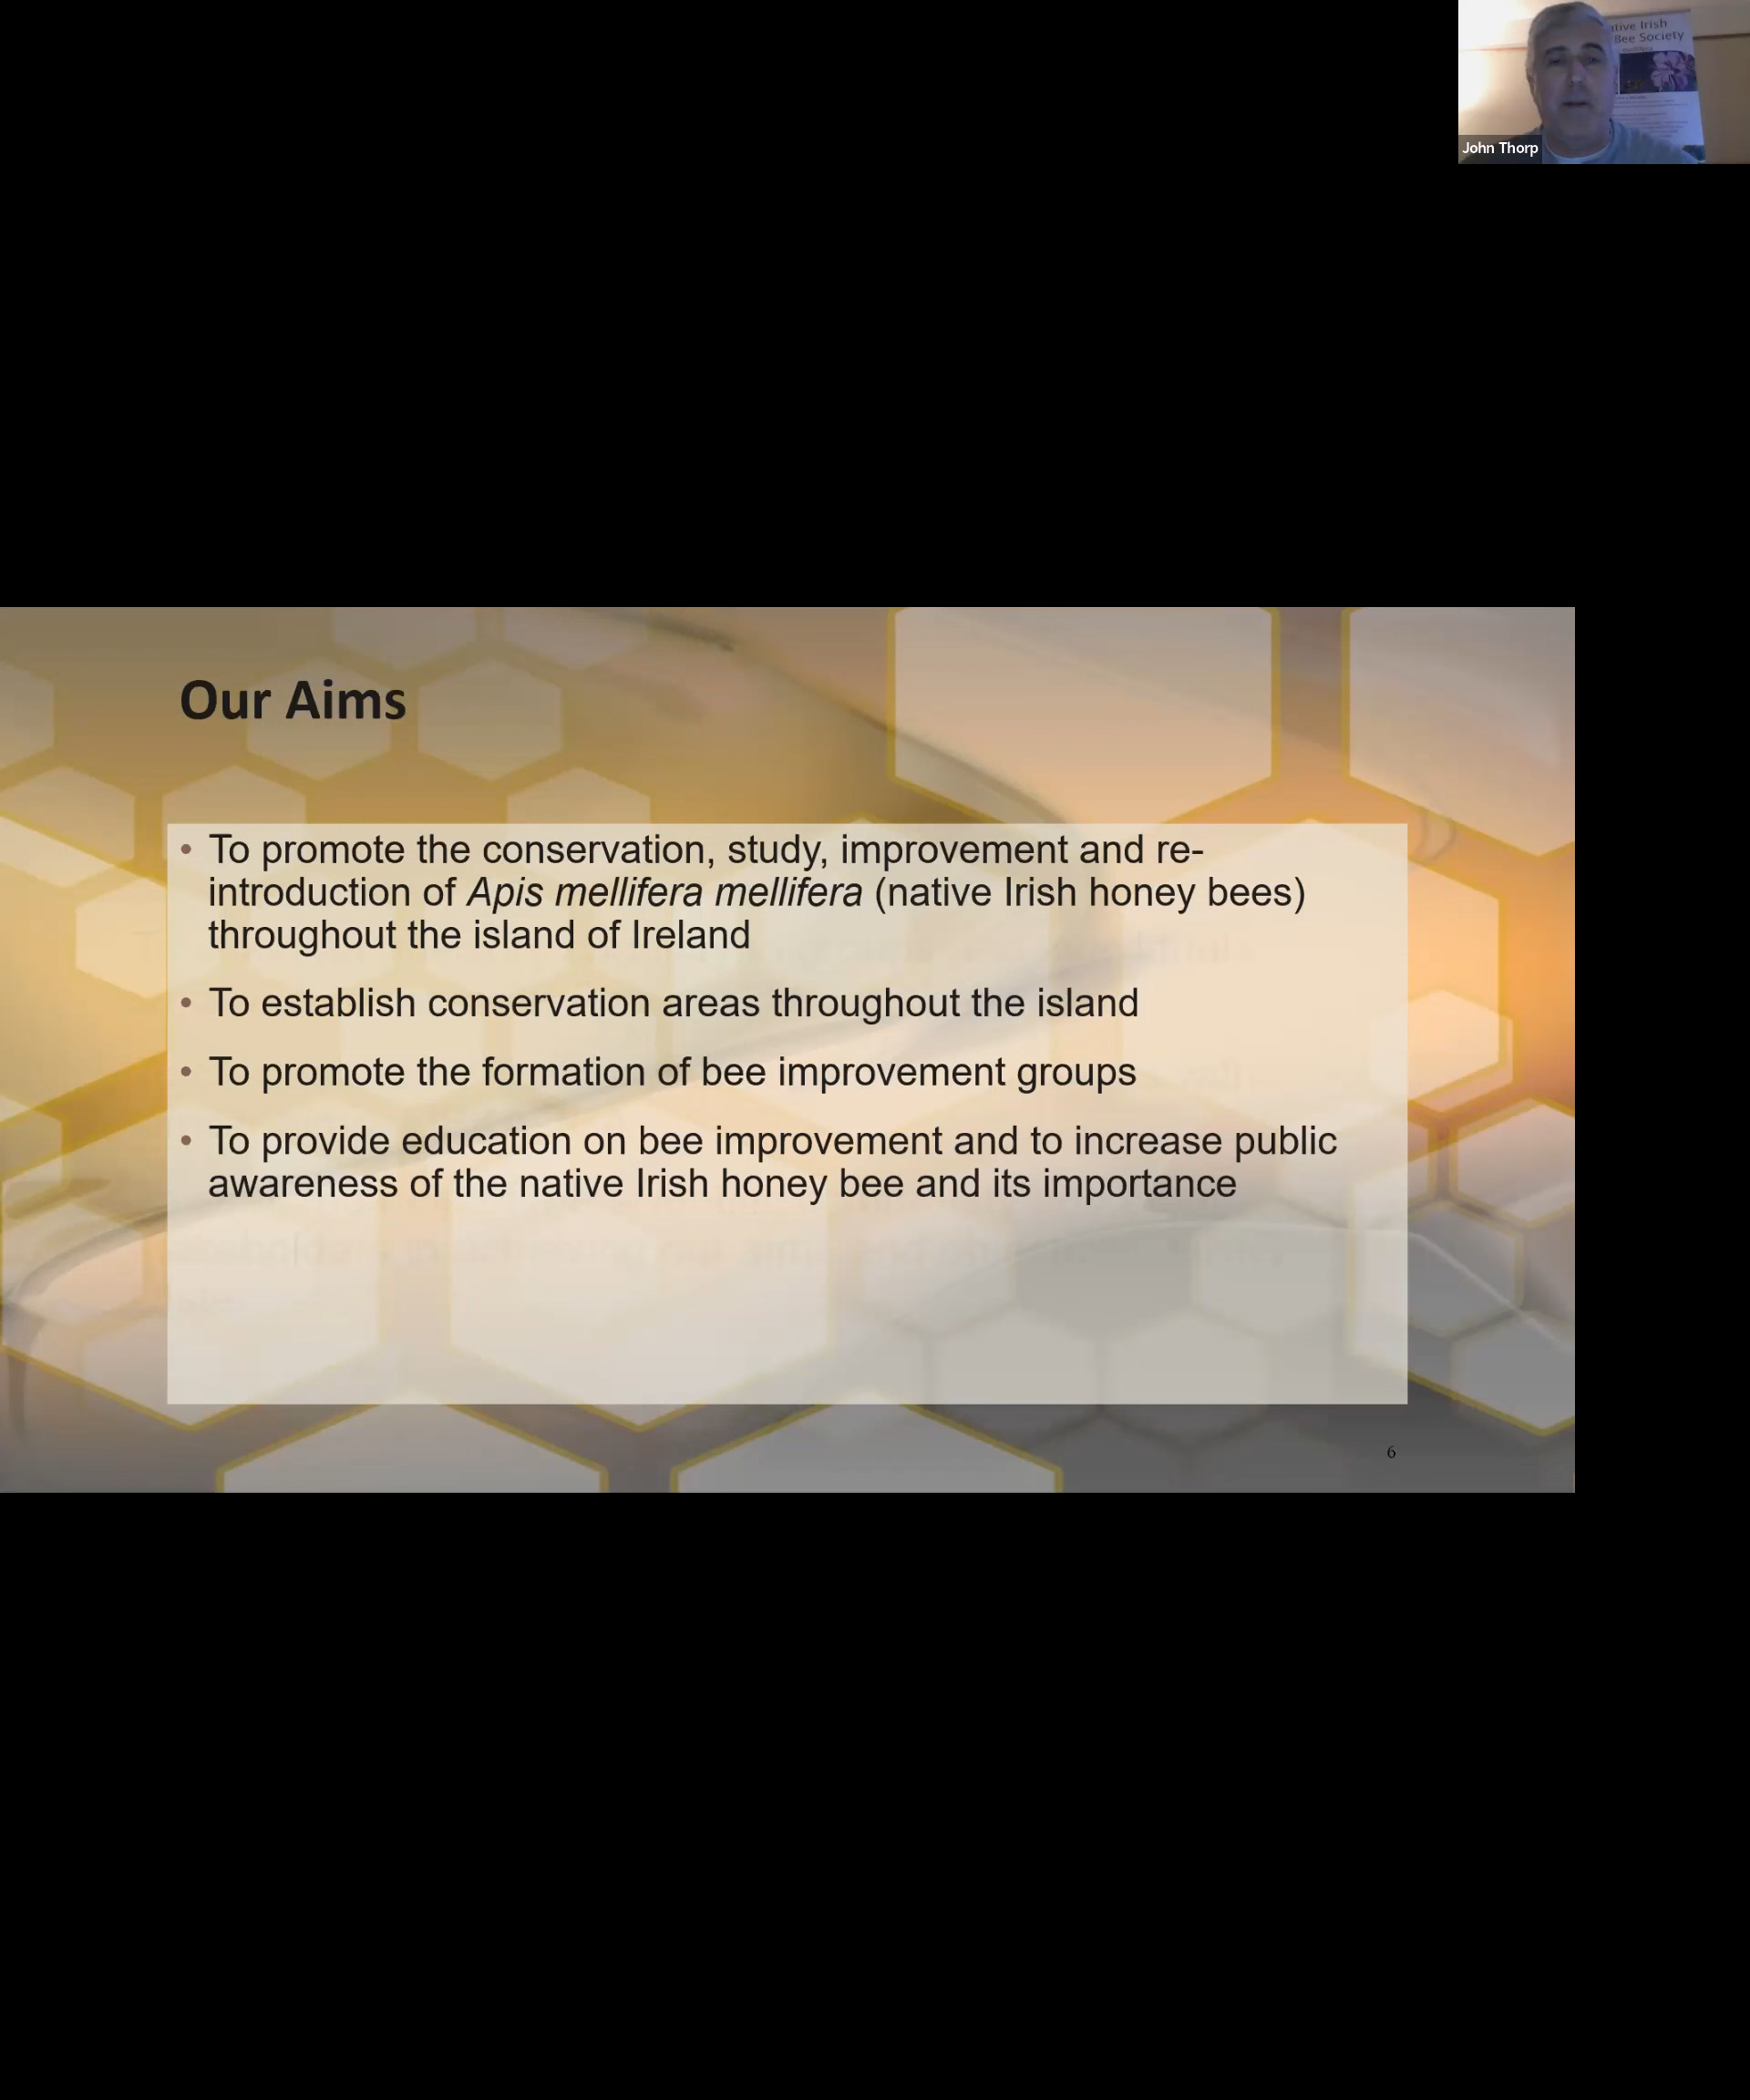 tive Irish
Bee Society
John Thorp
Our Aims
• To promote the conservation, study, improvement and re-
introduction of Apis mellifera mellifera (native Irish honey bees)
throughout the island of Ireland
• To establish conservation areas throughout the island
• To promote the formation of bee improvement groups
• To provide education on bee improvement and to increase public
awareness of the native Irish honey bee and its importance
6